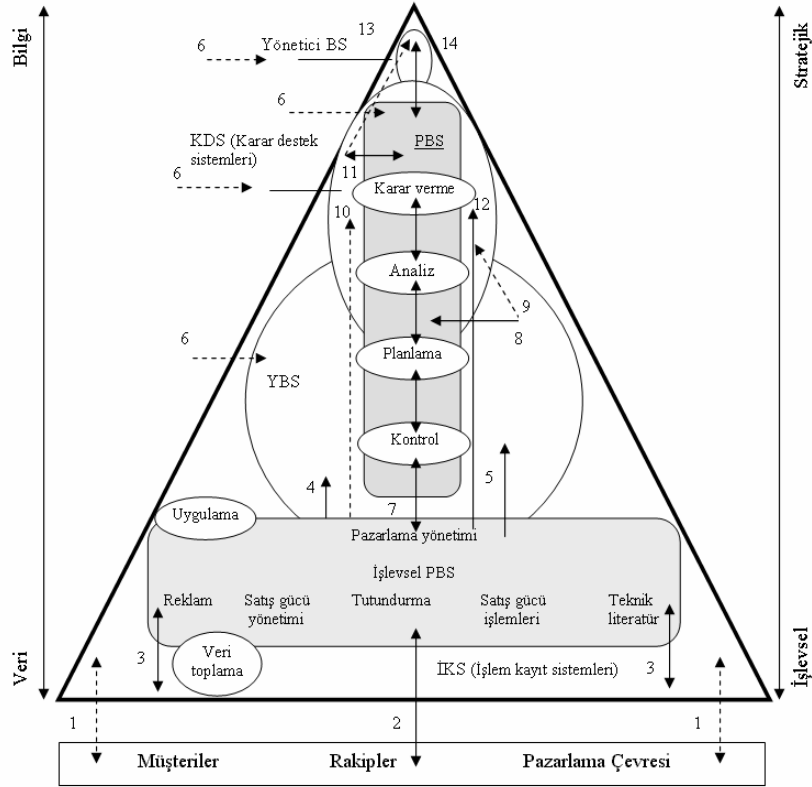 Bilgi
Stratejik
13
14
6
Yönetici BS
6
KDS (Karar destek
sistemleri)
PBS
11
6
Karar verme
10
12
Analiz
9
8
6
Planlama
YBS
Kontrol
4
5
7
Uygulama
Pazarlama yönetimi
İşlevsel PBS
Reklam
Satış gücü
yönetimi
Tutundurma
Satış gücü
işlemleri
Teknik
literatür
3
Veri
toplama
İKS (İşlem kayıt sistemleri)
3
Veri
İşlevsel
1
2
1
Müşteriler
Rakipler
Pazarlama Çevresi